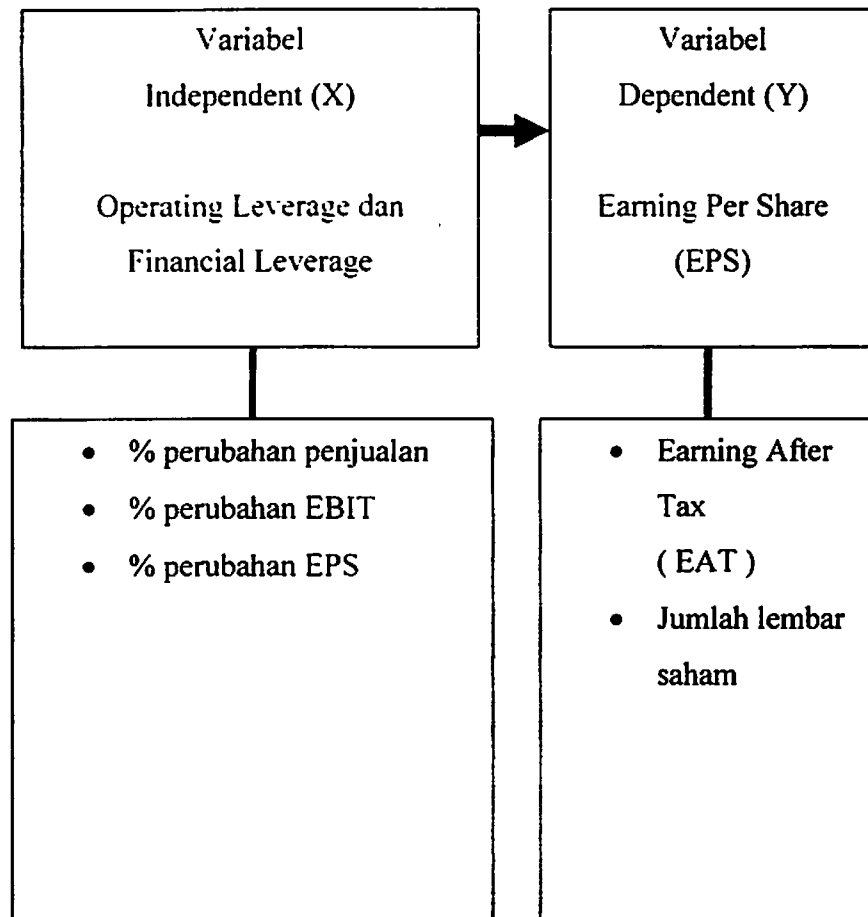 Variabel
Independent (X)
Operating Leverage dan
Financial Leverage
Variabel
Dependent (Y)
Earning Per Share
(EPS)
• % perubahan penjualan
• % perubahan EBIT
• % perubahan EPS
• Earning After
Tax
( EAT )
• Jumlah lembar
saham